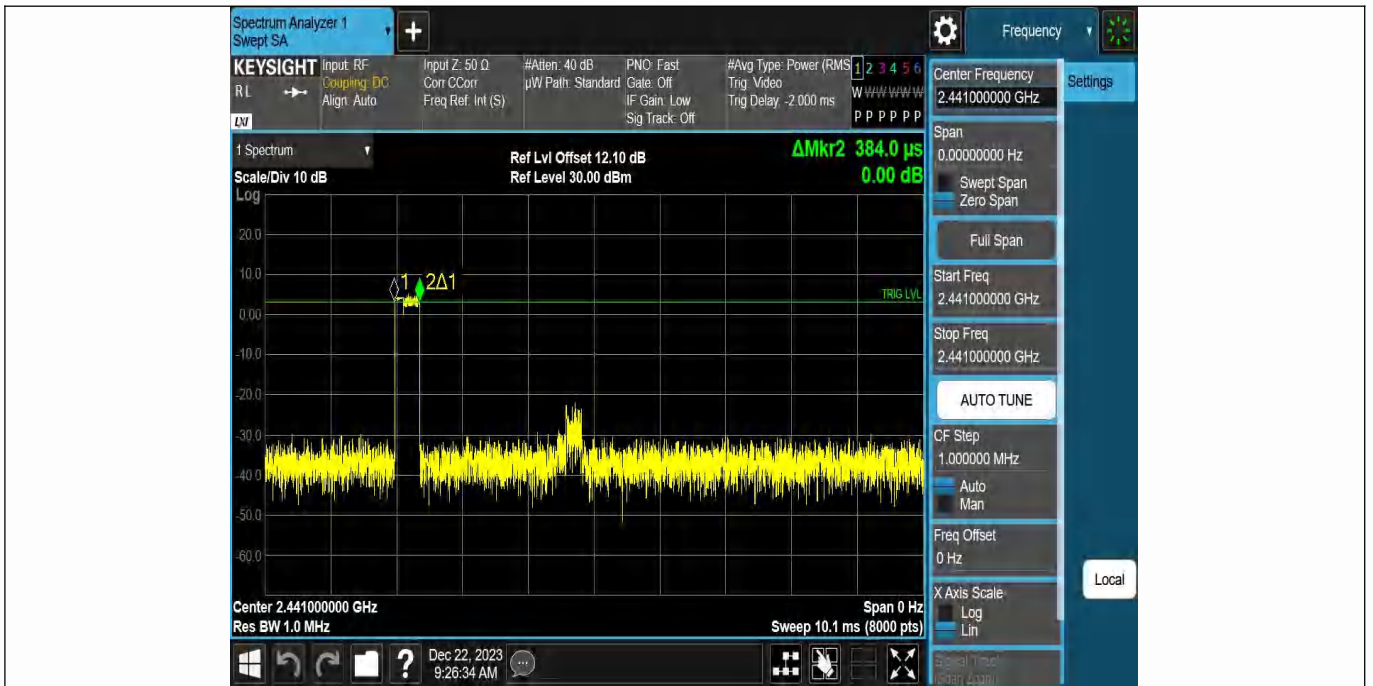 Spectrum Analyzer 1
Swept SA
Frequency
KEYSIGHT
RL
LXI
Input: RF
Coupling: DC
Align: Auto
Input Z: 50 Ω
Corr CCorr
Freq Ref: Int (S)
#Atten: 40 dB
µW Path: Standard
PNO: Fast
Gate: Off
IF Gain: Low
Sig Track: Off
#Avg Type: Power (RMS
Trig: Video
Trig Delay: -2.000 ms
1 2 3 4 5 6
W W W W W W
P P P P P P
1 Spectrum
Scale/Div 10 dB
Log
Ref Lvl Offset 12.10 dB
Ref Level 30.00 dBm
ΔMkr2 384.0 µs
0.00 dB
20.0
10.0
0.00
-10.0
-20.0
-30.0
-40.0
-50.0
-60.0
1
2Δ1
TRIG LVL
Center 2.441000000 GHz
Res BW 1.0 MHz
Span 0 Hz
Sweep 10.1 ms (8000 pts)
Dec 22, 2023
9:26:34 AM
Center Frequency
2.441000000 GHz
Settings
Span
0.00000000 Hz
Swept Span
Zero Span
Full Span
Start Freq
2.441000000 GHz
Stop Freq
2.441000000 GHz
AUTO TUNE
CF Step
1.000000 MHz
Auto
Man
Freq Offset
0 Hz
X Axis Scale
Log
Lin
Signal Track
(Span Zoom)
Local